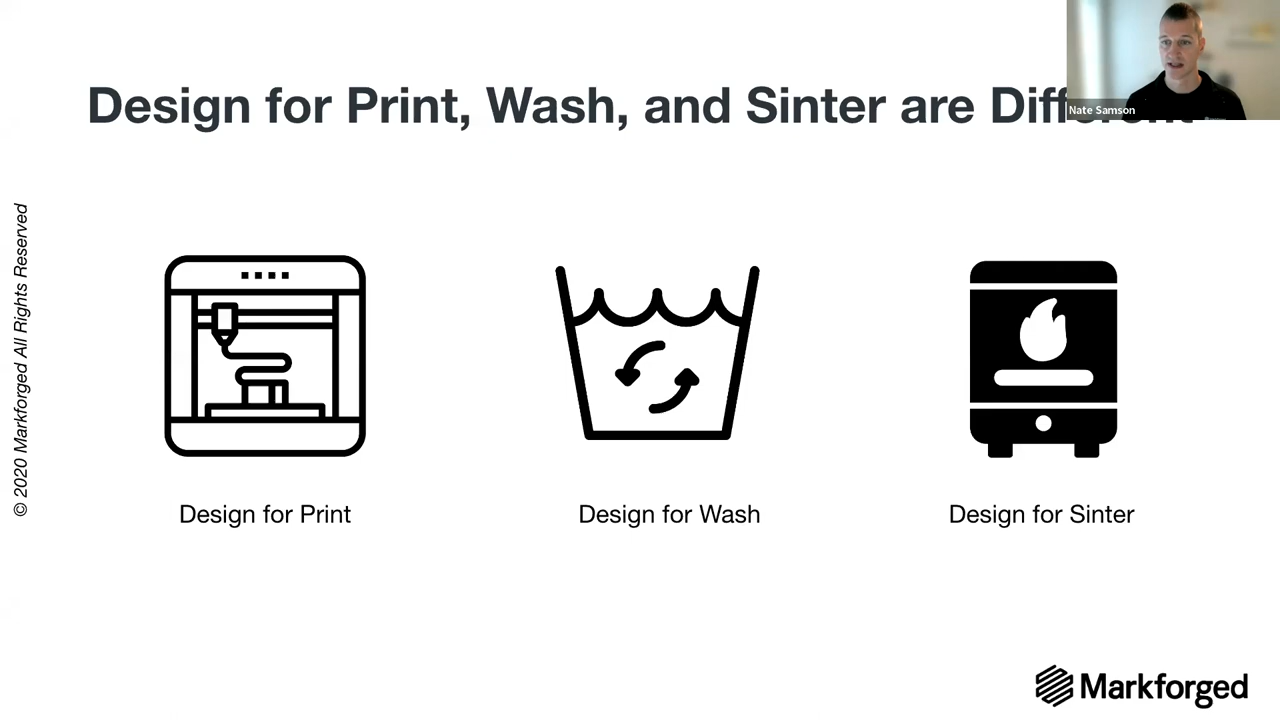 Design for Print, Wash, and Sinter are Different
Nate Samson
© 2020 Markforged All Rights Reserved
Design for Print
Design for Wash
Design for Sinter
Markforged